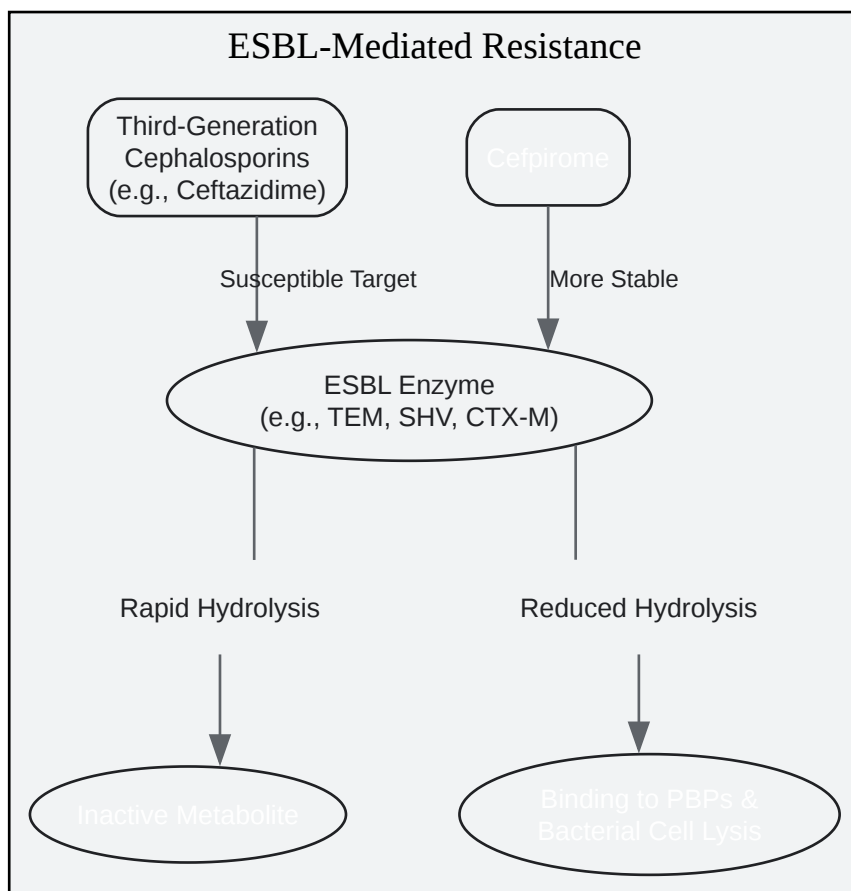 ESBL-Mediated Resistance
Third-Generation
Cephalosporins
(e.g., Ceftazidime)
Cefpirome
Susceptible Target
More Stable
ESBL Enzyme
(e.g., TEM, SHV, CTX-M)
Rapid Hydrolysis
Reduced Hydrolysis
Inactive Metabolite
Binding to PBPs &
Bacterial Cell Lysis